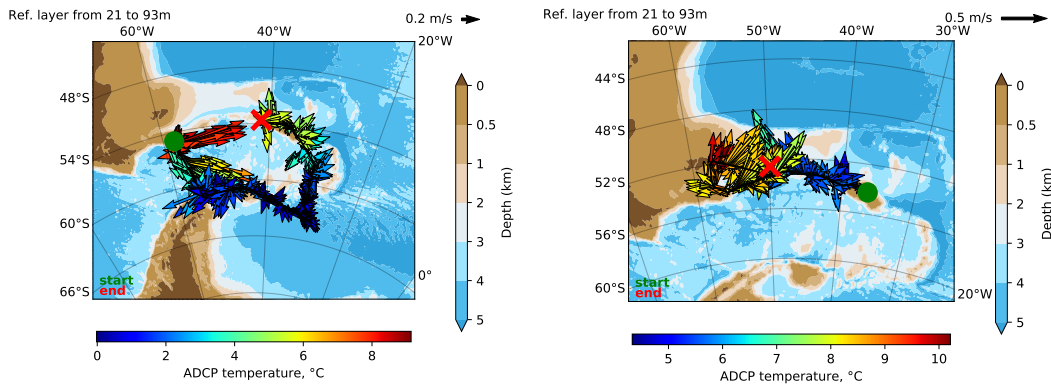 Ref. layer from 21 to 93m
0.2 m/s
60°W
40°W
20°W
48°S
54°S
60°S
66°S
0°
start
end
0
0.5
1
2
3
4
5
Depth (km)
0
2
4
6
8
ADCP temperature, °C
Ref. layer from 21 to 93m
0.5 m/s
60°W
50°W
40°W
30°W
44°S
48°S
52°S
56°S
60°S
20°W
start
end
0
0.5
1
2
3
4
5
Depth (km)
5
6
7
8
9
10
ADCP temperature, °C